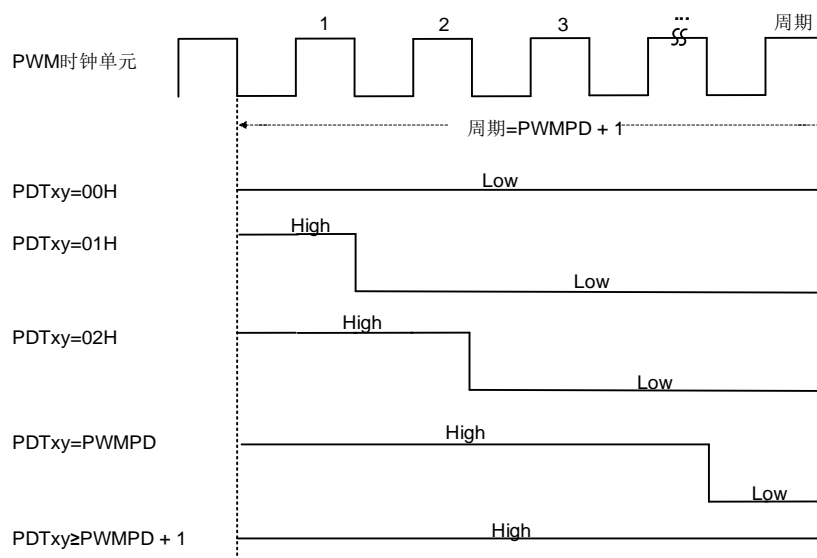 1 2 3 ... 周期
PWM时钟单元
周期=PWMPD + 1
PDTxy=00H Low
PDTxy=01H High
Low
PDTxy=02H High
Low
PDTxy=PWMPD High
Low
PDTxy≥PWMPD + 1 High